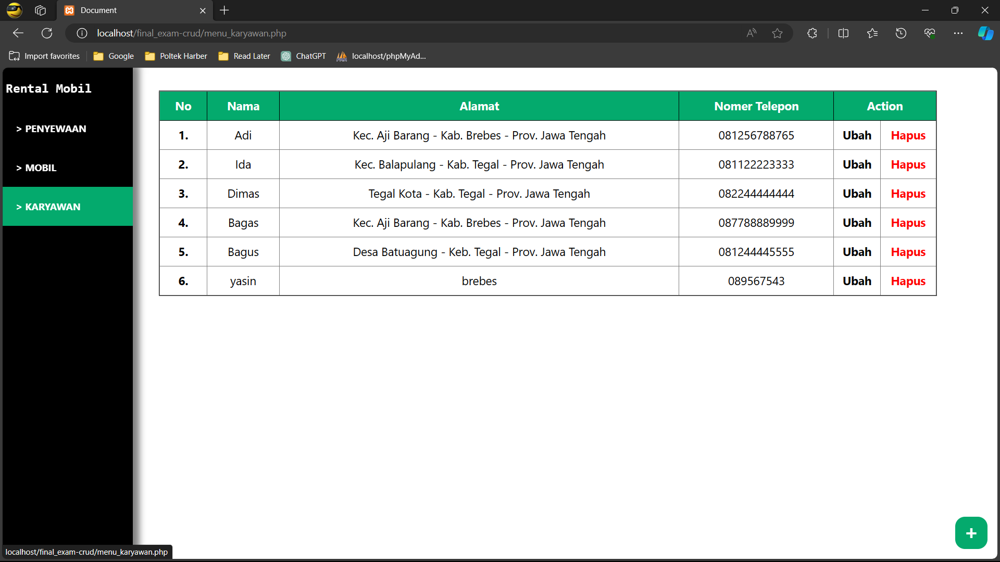 Document
localhost/final_exam-crud/menu_karyawan.php
Import favorites Google Poltek Harber Read Later ChatGPT localhost/phpMyAd...
Rental Mobil
> PENYEWAAN
> MOBIL
> KARYAWAN
No Nama Alamat Nomer Telepon Action
1. Adi Kec. Aji Barang - Kab. Brebes - Prov. Jawa Tengah 081256788765 Ubah Hapus
2. Ida Kec. Balapulang - Kab. Tegal - Prov. Jawa Tengah 081122223333 Ubah Hapus
3. Dimas Tegal Kota - Kab. Tegal - Prov. Jawa Tengah 082244444444 Ubah Hapus
4. Bagas Kec. Aji Barang - Kab. Brebes - Prov. Jawa Tengah 087788889999 Ubah Hapus
5. Bagus Desa Batuagung - Keb. Tegal - Prov. Jawa Tengah 081244445555 Ubah Hapus
6. yasin brebes 089567543 Ubah Hapus
+
localhost/final_exam-crud/menu_karyawan.php